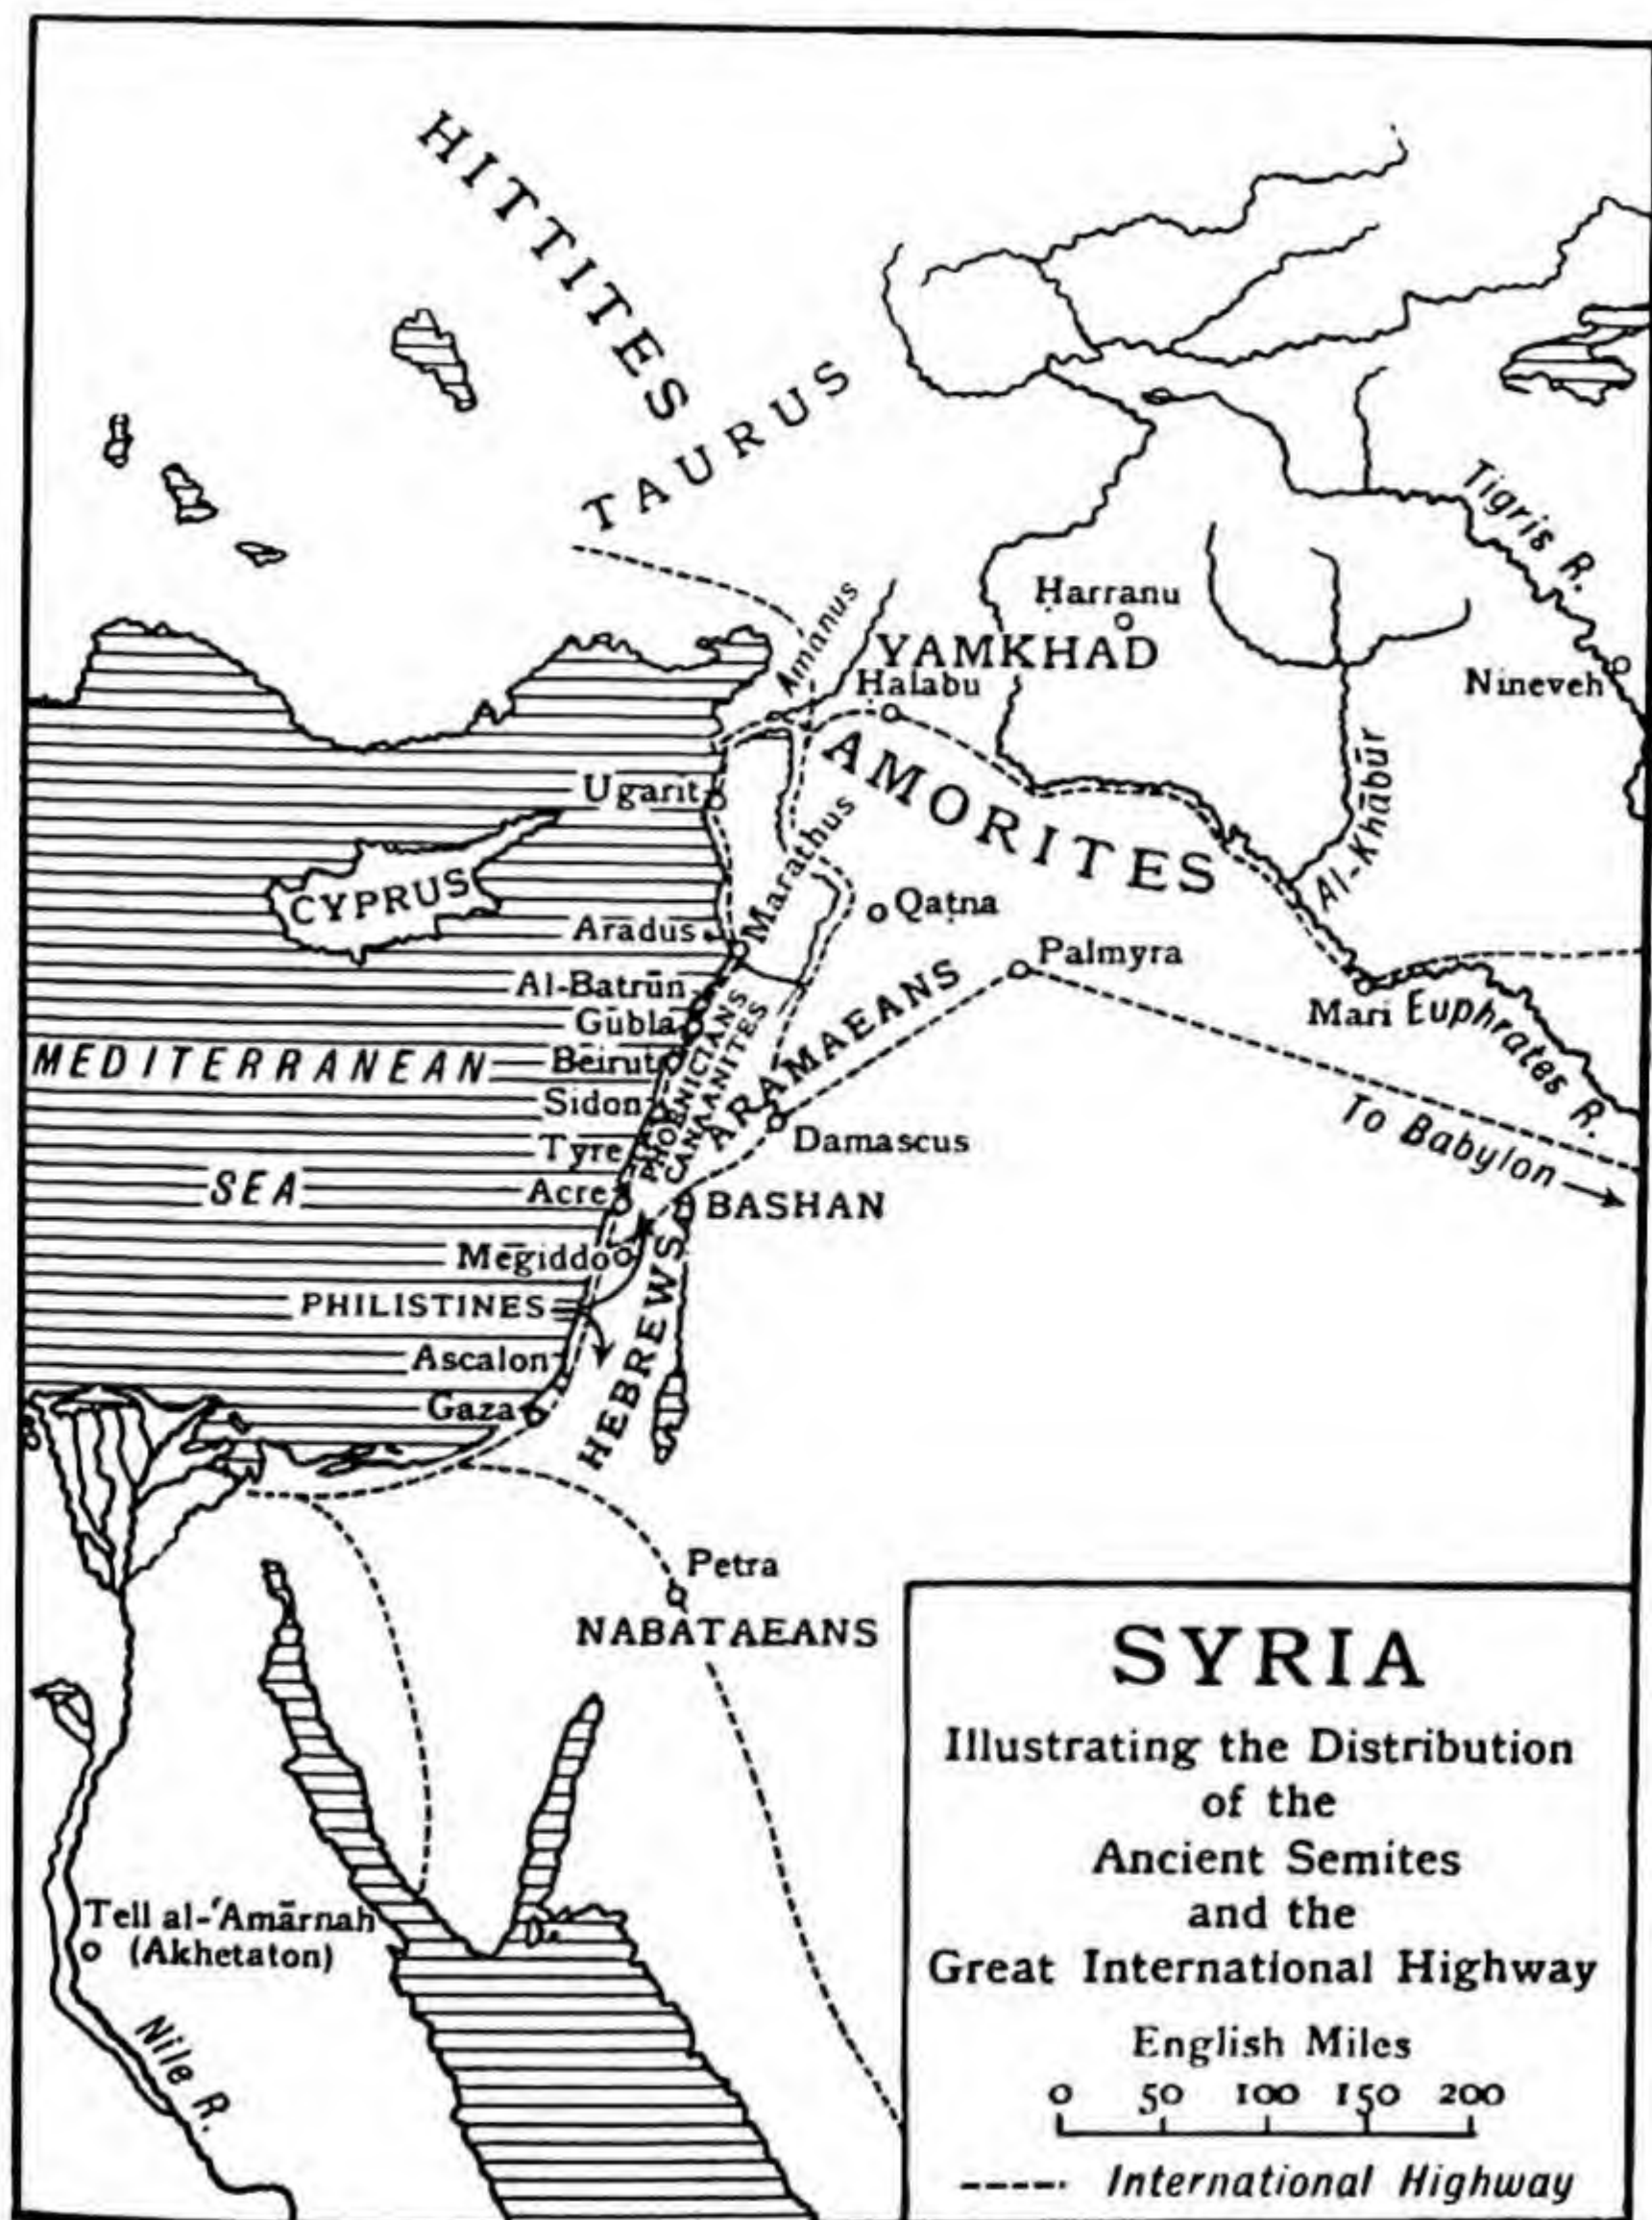 HITTITES
TAURUS
Tigris R.
Amanus
Harranu
YAMKHAD
Halabu
Nineveh
AMORITES
Ugarit
Al-Khābūr
Marathus
CYPRUS
Qaṭna
Aradus
Palmyra
Al-Batrūn
Gubla
Mari
Euphrates R.
PHOENICIANS
CANAANITES
ARAMAEANS
MEDITERRANEAN
SEA
Beirut
Sidon
Tyre
Damascus
To Babylon
Acre
BASHAN
Megiddo
HEBREWS
PHILISTINES
Ascalon
Gaza
Petra
NABATAEANS
Tell al-‘Amārnah
(Akhetaton)
Nile R.
SYRIA
Illustrating the Distribution
of the
Ancient Semites
and the
Great International Highway
English Miles
0 50 100 150 200
International Highway